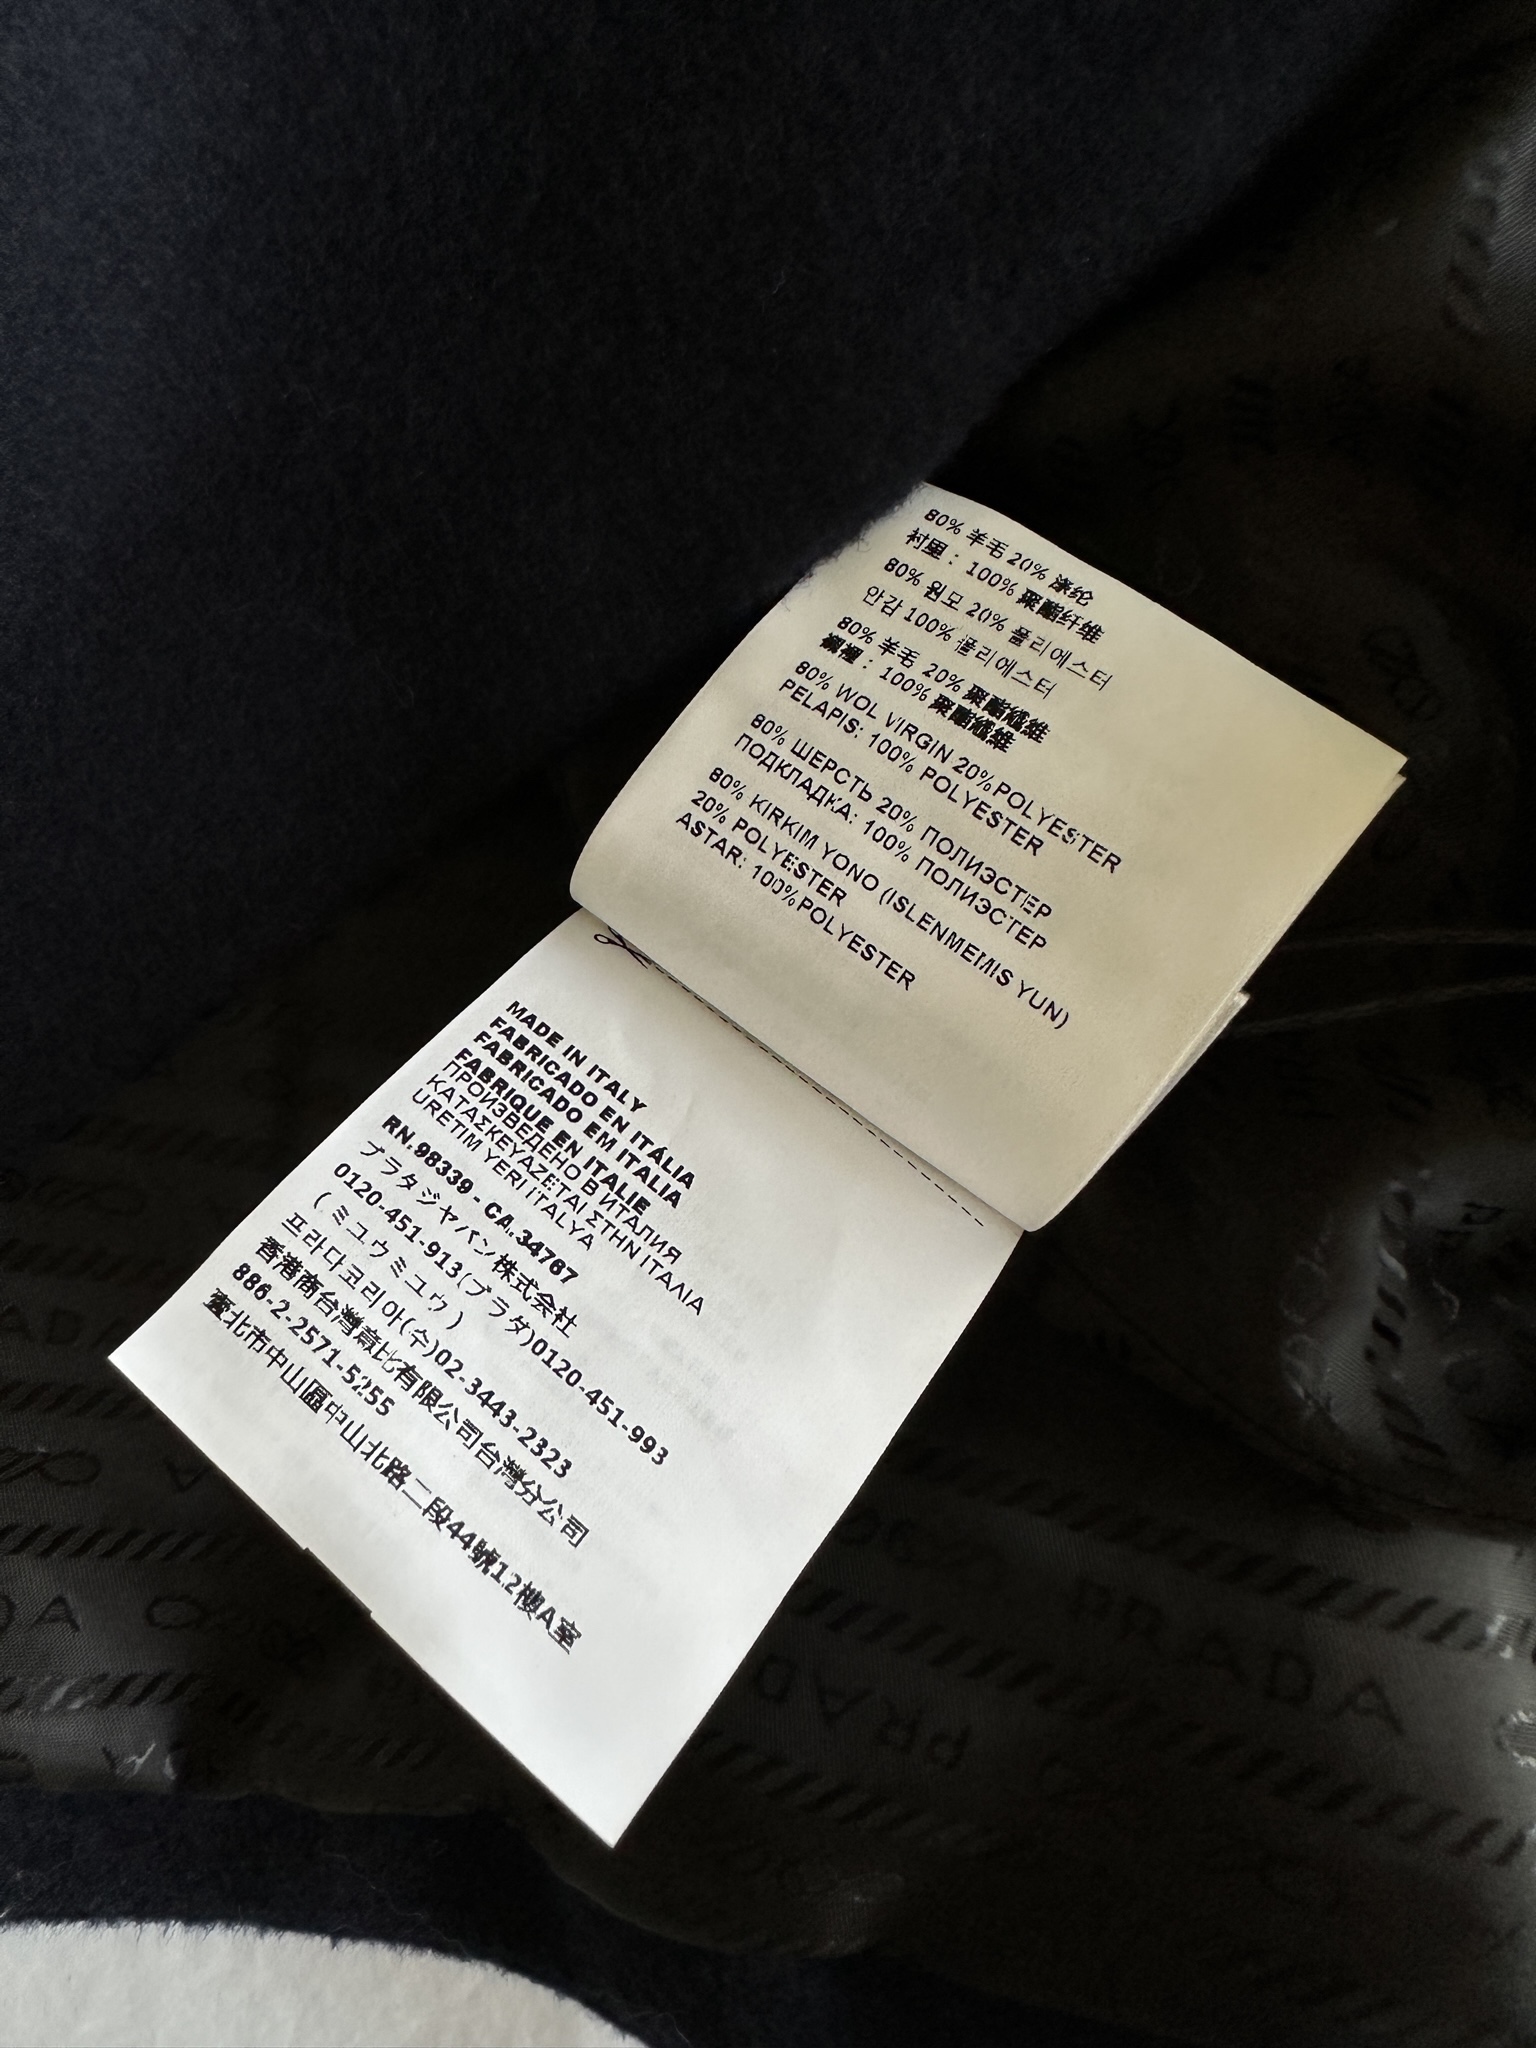 80% 羊毛 20% 涤纶
衬里: 100% 聚酯纤维
80% 원모 20% 폴리에스터
안감 100% 폴리에스터
80% 羊毛 20% 聚酯纖維
襯裡: 100% 聚酯纖維
80% WOL VIRGIN 20% POLYESTER
PELAPIS: 100% POLYESTER
80% ШЕРСТЬ 20% ПОЛИЭСТЕР
ПОДКЛАДКА: 100% ПОЛИЭСТЕР
80% KIRKIM YONO (ISLENMEMIS YUN)
20% POLYESTER
ASTAR: 100%POLYESTER
MADE IN ITALY
FABRICADO EN ITÁLIA
FABRICADO EM ITALIA
FABRIQUE EN ITALIE
ПРОИЗВЕДЕНО В ИТАЛИЯ
ΚΑΤΑΣΚΕΥΑΖΕΤΑΙ ΣΤΗΝ ΙΤΑΛΙΑ
URETIM YERI İTALYA
RN.98339 - CA.34767
プラダ ジャパン株式会社
0120-451-913(プラダ)0120-451-993
(ミュウミュウ)
프라다코리아(수)02-3443-2323
香港商台灣意比有限公司台灣分公司
886-2-2571-5255
臺北市中山區中山北路二段44號12樓A室
PRADA
PRADA